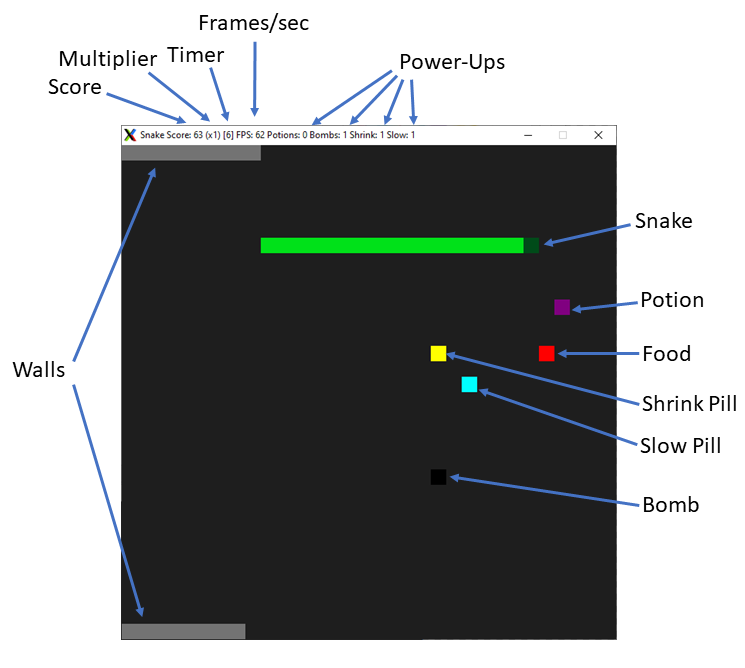 Frames/sec
Multiplier
Timer
Power-Ups
Score
Snake Score: 63 (x1) [6] FPS: 62 Potions: 0 Bombs: 1 Shrink: 1 Slow: 1
Snake
Potion
Food
Walls
Shrink Pill
Slow Pill
Bomb